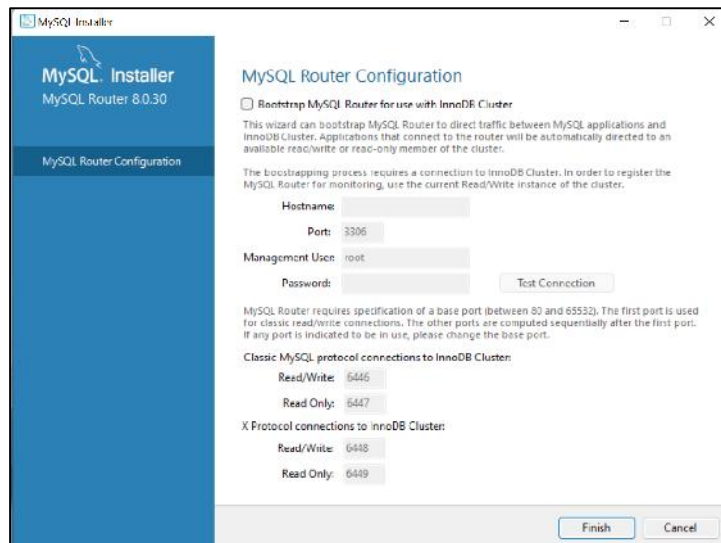 MySQL Installer
MySQL. Installer
MySQL Router 8.0.30
MySQL Router Configuration
MySQL Router Configuration
Bootstrap MySQL Router for use with InnoDB Cluster
This wizard can bootstrap MySQL Router to direct traffic between MySQL applications and
InnoDB Cluster. Applications that connect to the router will be automatically directed to an
available read/write or read-only member of the cluster.
The boostrapping process requires a connection to InnoDB Cluster. In order to register the
MySQL Router for monitoring, use the current Read/Write instance of the cluster.
Hostname:
Port: 3306
Management User: root
Password: Test Connection
MySQL Router requires specification of a base port (between 80 and 65532). The first port is used
for classic read/write connections. The other ports are computed sequentially after the first port.
If any port is indicated to be in use, please change the base port.
Classic MySQL protocol connections to InnoDB Cluster:
Read/Write: 6446
Read Only: 6447
X Protocol connections to InnoDB Cluster:
Read/Write: 6448
Read Only: 6449
Finish Cancel